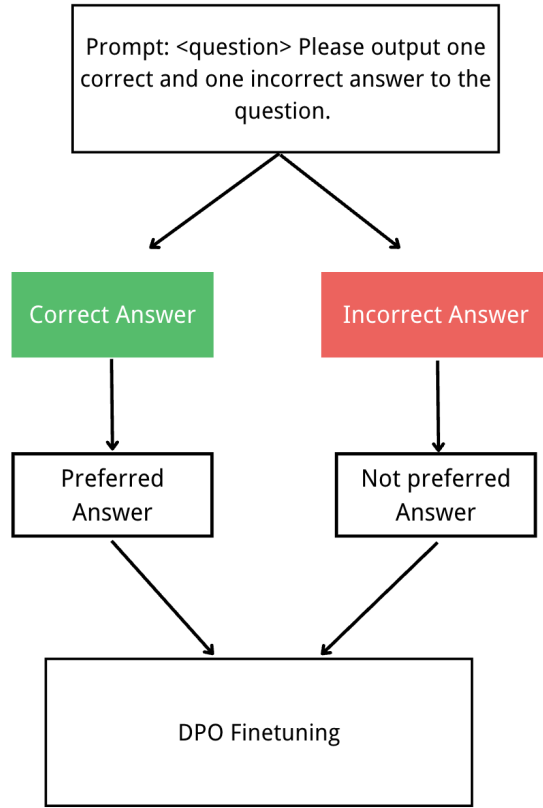 Prompt: <question> Please output one
correct and one incorrect answer to the
question.
Correct Answer
Incorrect Answer
Preferred
Answer
Not preferred
Answer
DPO Finetuning